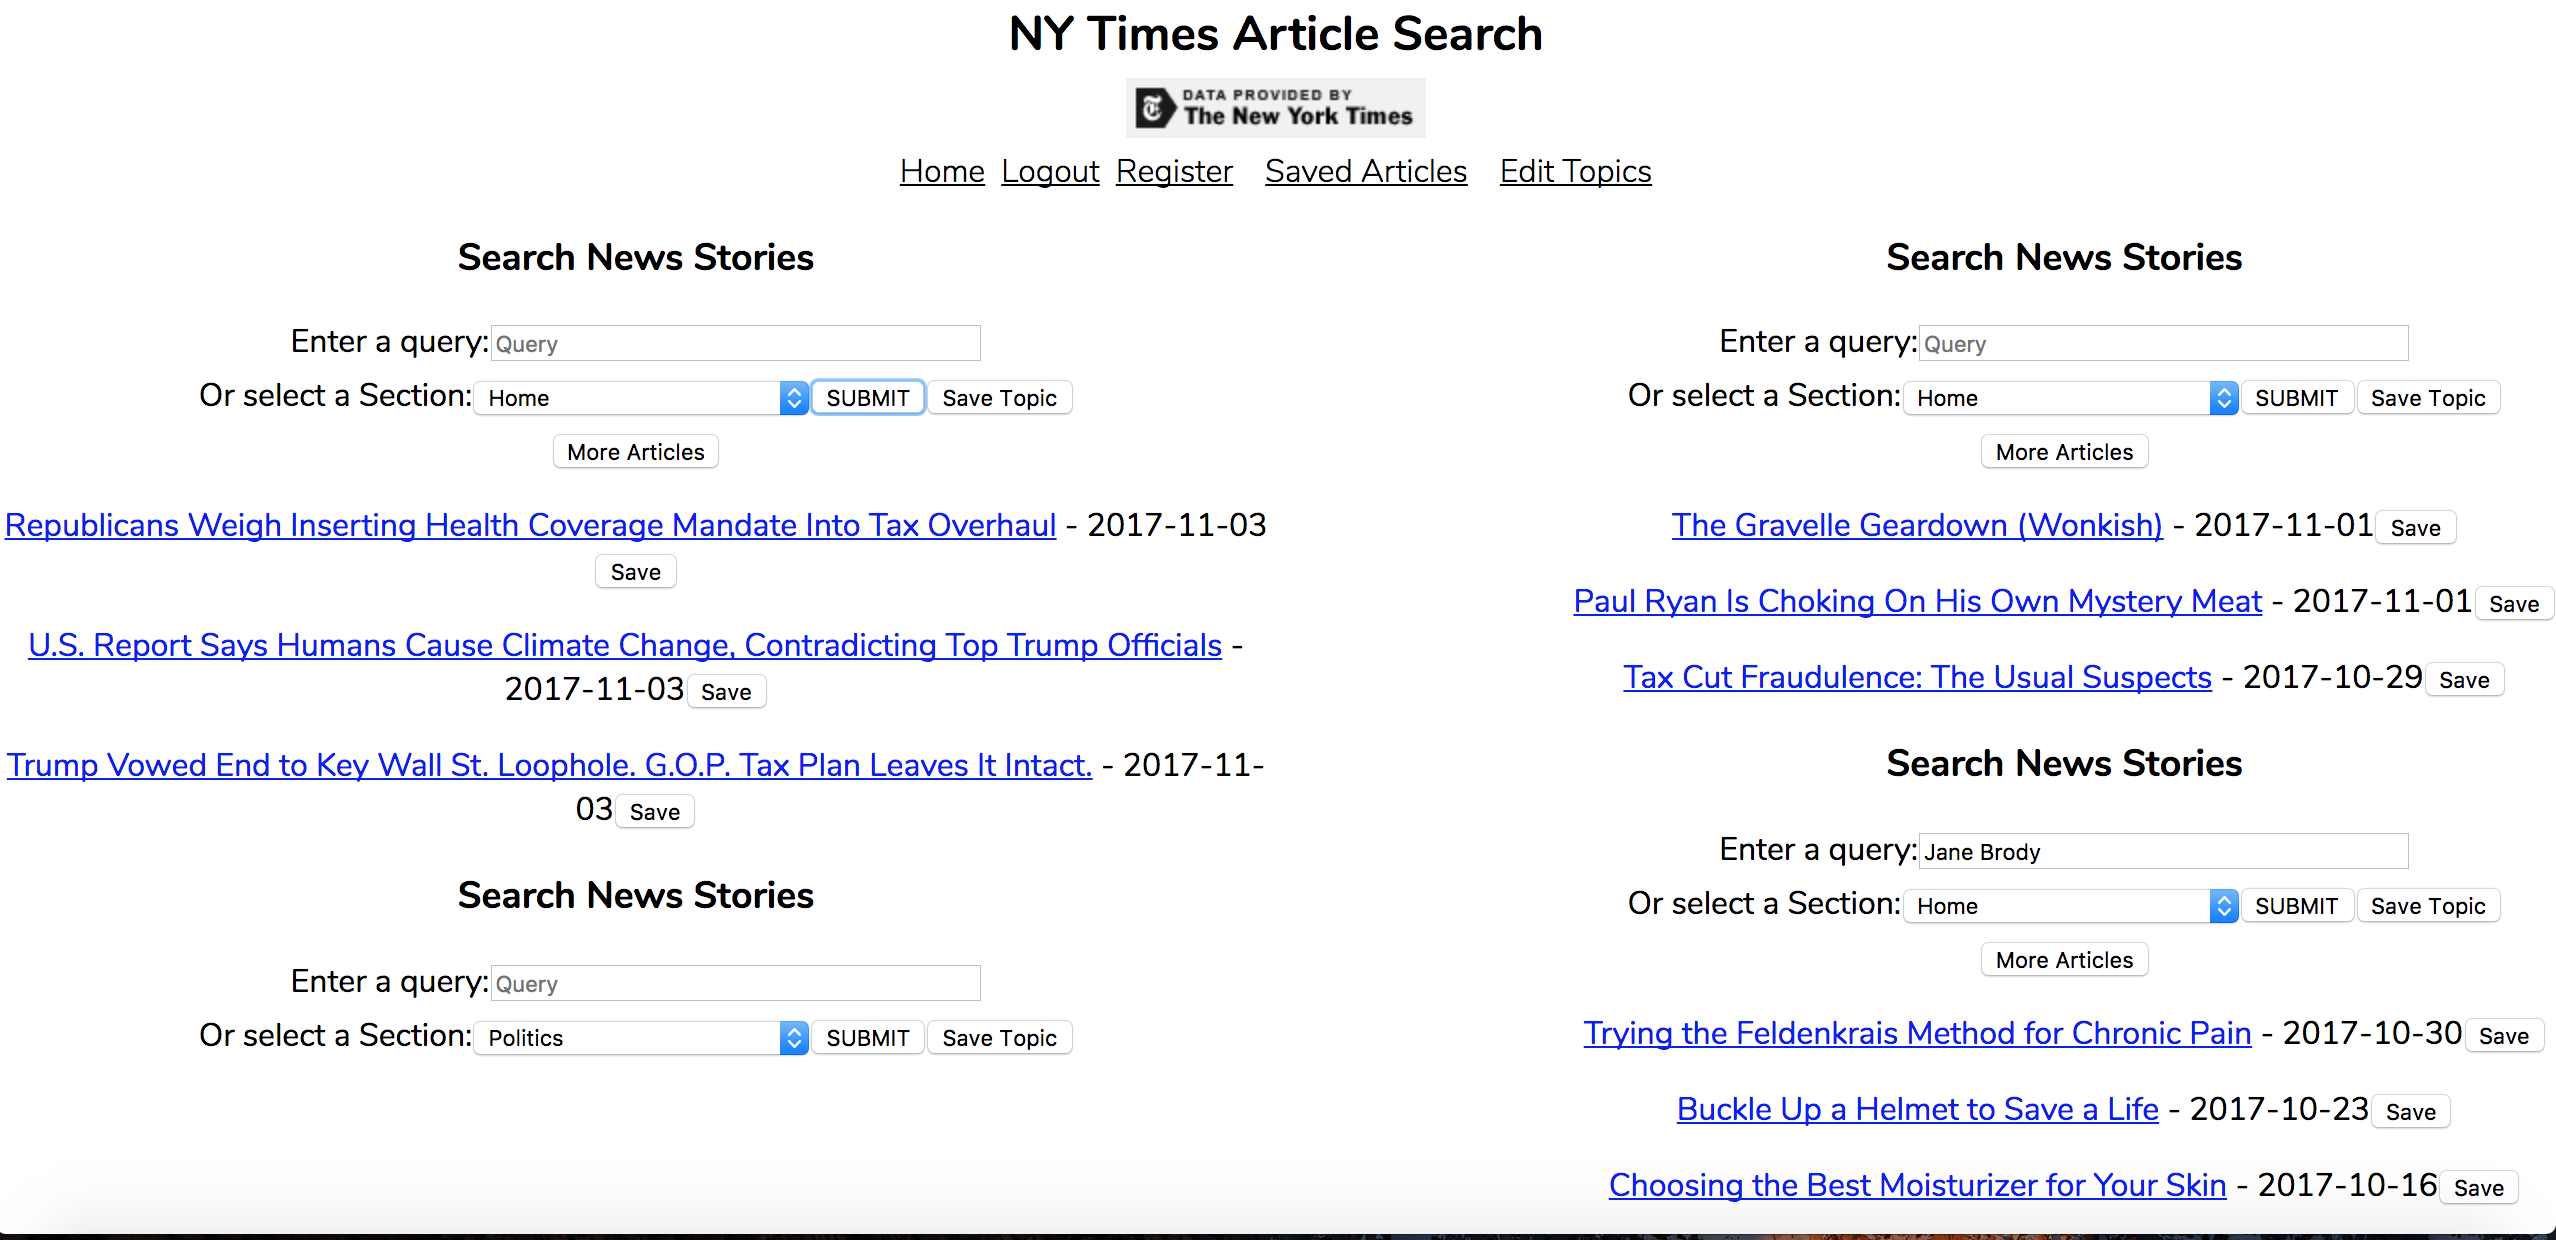 NY Times Article Search
DATA PROVIDED BY
The New York Times
Home Logout Register Saved Articles Edit Topics
Search News Stories
Enter a query: Query
Or select a Section: Home SUBMIT Save Topic
More Articles
Republicans Weigh Inserting Health Coverage Mandate Into Tax Overhaul - 2017-11-03
Save
U.S. Report Says Humans Cause Climate Change, Contradicting Top Trump Officials -
2017-11-03 Save
Trump Vowed End to Key Wall St. Loophole. G.O.P. Tax Plan Leaves It Intact. - 2017-11-
03 Save
Search News Stories
Enter a query: Query
Or select a Section: Politics SUBMIT Save Topic
Search News Stories
Enter a query: Query
Or select a Section: Home SUBMIT Save Topic
More Articles
The Gravelle Geardown (Wonkish) - 2017-11-01 Save
Paul Ryan Is Choking On His Own Mystery Meat - 2017-11-01 Save
Tax Cut Fraudulence: The Usual Suspects - 2017-10-29 Save
Search News Stories
Enter a query: Jane Brody
Or select a Section: Home SUBMIT Save Topic
More Articles
Trying the Feldenkrais Method for Chronic Pain - 2017-10-30 Save
Buckle Up a Helmet to Save a Life - 2017-10-23 Save
Choosing the Best Moisturizer for Your Skin - 2017-10-16 Save